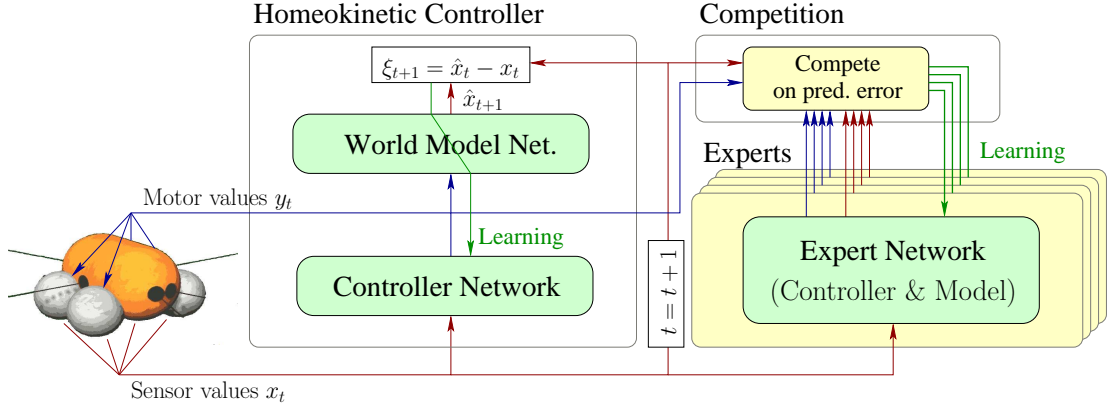 Homeokinetic Controller
Competition
ξ_{t+1} = x̂_t − x_t
Compete
on pred. error
x̂_{t+1}
World Model Net.
Experts
Learning
Motor values y_t
Learning
Expert Network
(Controller & Model)
Controller Network
t = t + 1
Sensor values x_t